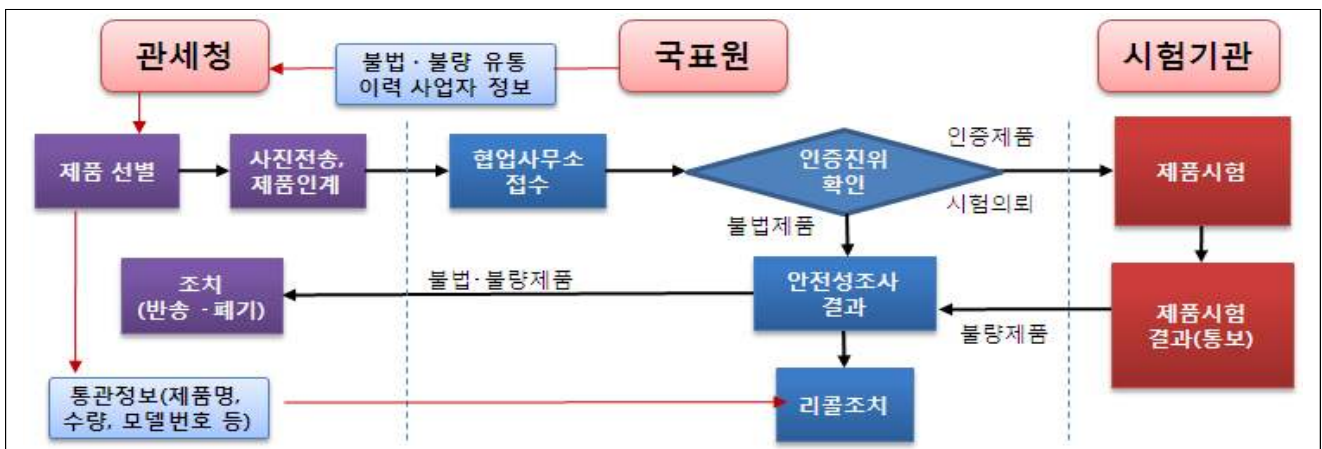 관세청
불법 · 불량 유통
이력 사업자 정보
국표원
시험기관
제품 선별
사진전송,
제품인계
협업사무소
접수
인증진위
확인
인증제품
시험의뢰
제품시험
불법제품
조치
(반송 - 폐기)
불법·불량제품
안전성조사
결과
불량제품
제품시험
결과(통보)
통관정보(제품명,
수량, 모델번호 등)
리콜조치